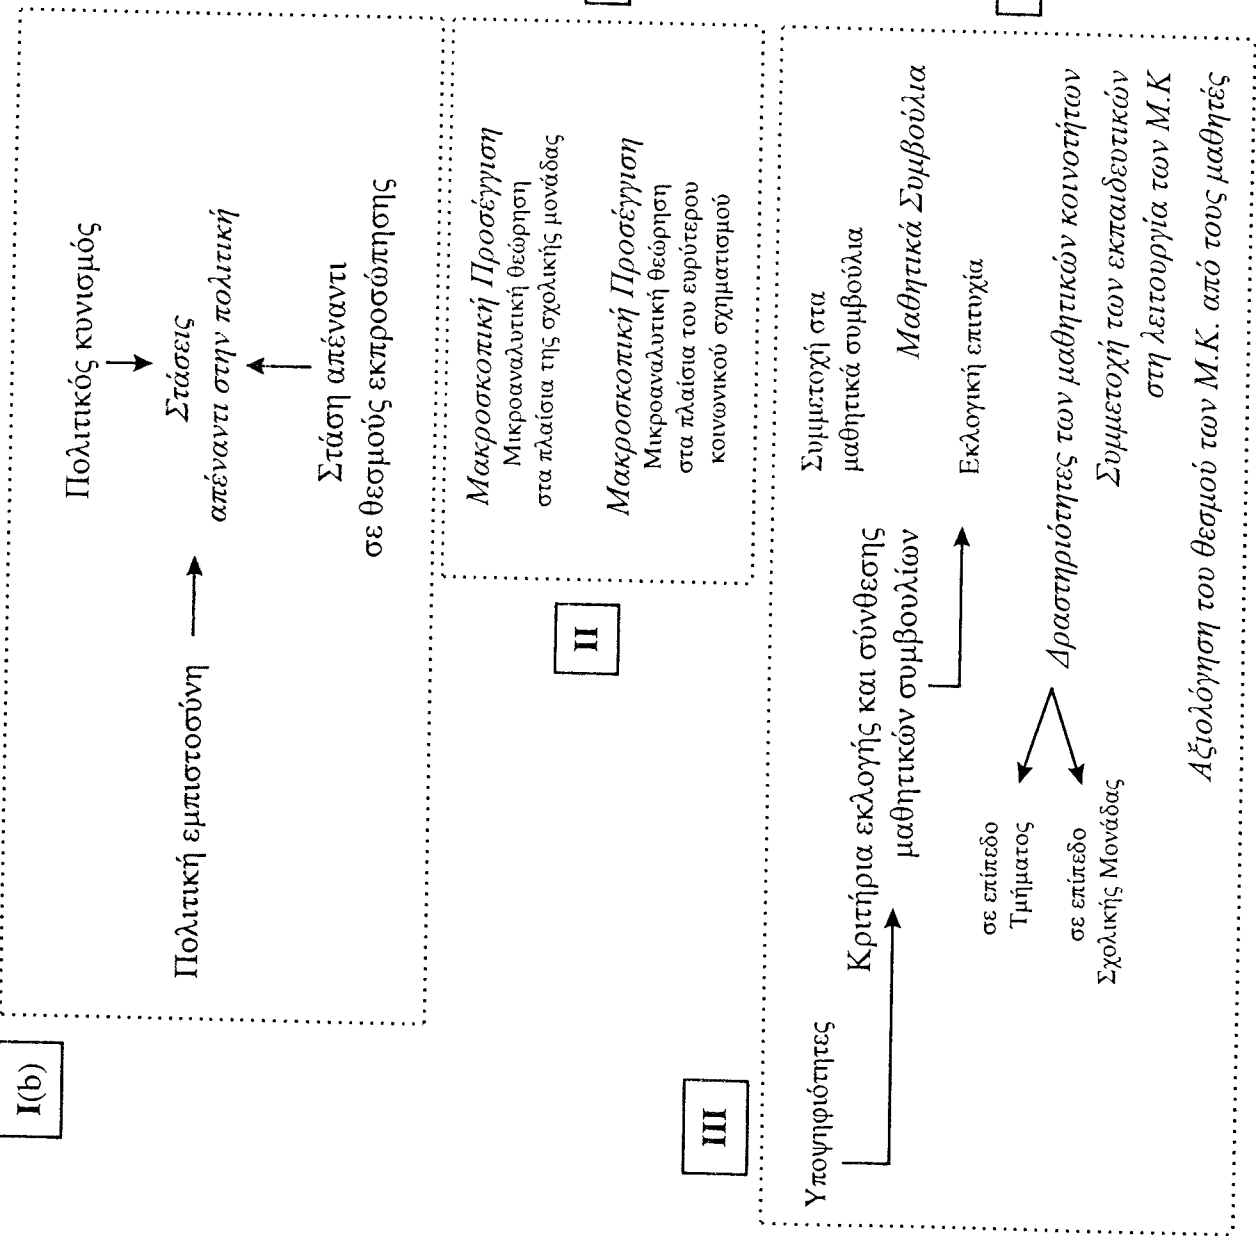 I(b)
Πολιτικός κυνισμός
Πολιτική εμπιστοσύνη
Στάσεις
απέναντι στην πολιτική
Στάση απέναντι
σε θεσμούς εκπροσώπησης
II
Μακροσκοπική Προσέγγιση
Μικροαναλυτική θεώρηση
στα πλαίσια της σχολικής μονάδας
Μακροσκοπική Προσέγγιση
Μικροαναλυτική θεώρηση
στα πλαίσια του ευρύτερου
κοινωνικού σχηματισμού
III
Υποψηφιότητες
Κριτήρια εκλογής και σύνθεσης
μαθητικών συμβουλίων
Συμμετοχή στα
μαθητικά συμβούλια
Μαθητικά Συμβούλια
Εκλογική επιτυχία
σε επίπεδο
Τμήματος
σε επίπεδο
Σχολικής Μονάδας
Δραστηριότητες των μαθητικών κοινοτήτων
Συμμετοχή των εκπαιδευτικών
στη λειτουργία των Μ.Κ
Αξιολόγηση του θεσμού των Μ.Κ. από τους μαθητές